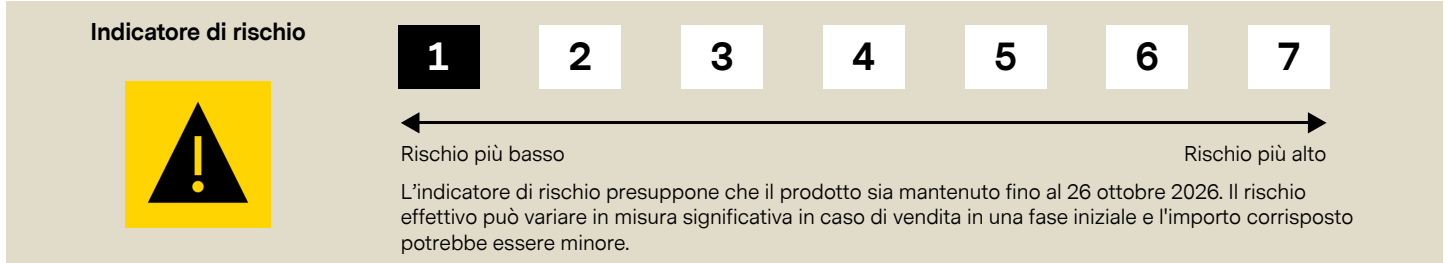 Indicatore di rischio
1 2 3 4 5 6 7
Rischio più basso Rischio più alto
L’indicatore di rischio presuppone che il prodotto sia mantenuto fino al 26 ottobre 2026. Il rischio
effettivo può variare in misura significativa in caso di vendita in una fase iniziale e l'importo corrisposto
potrebbe essere minore.